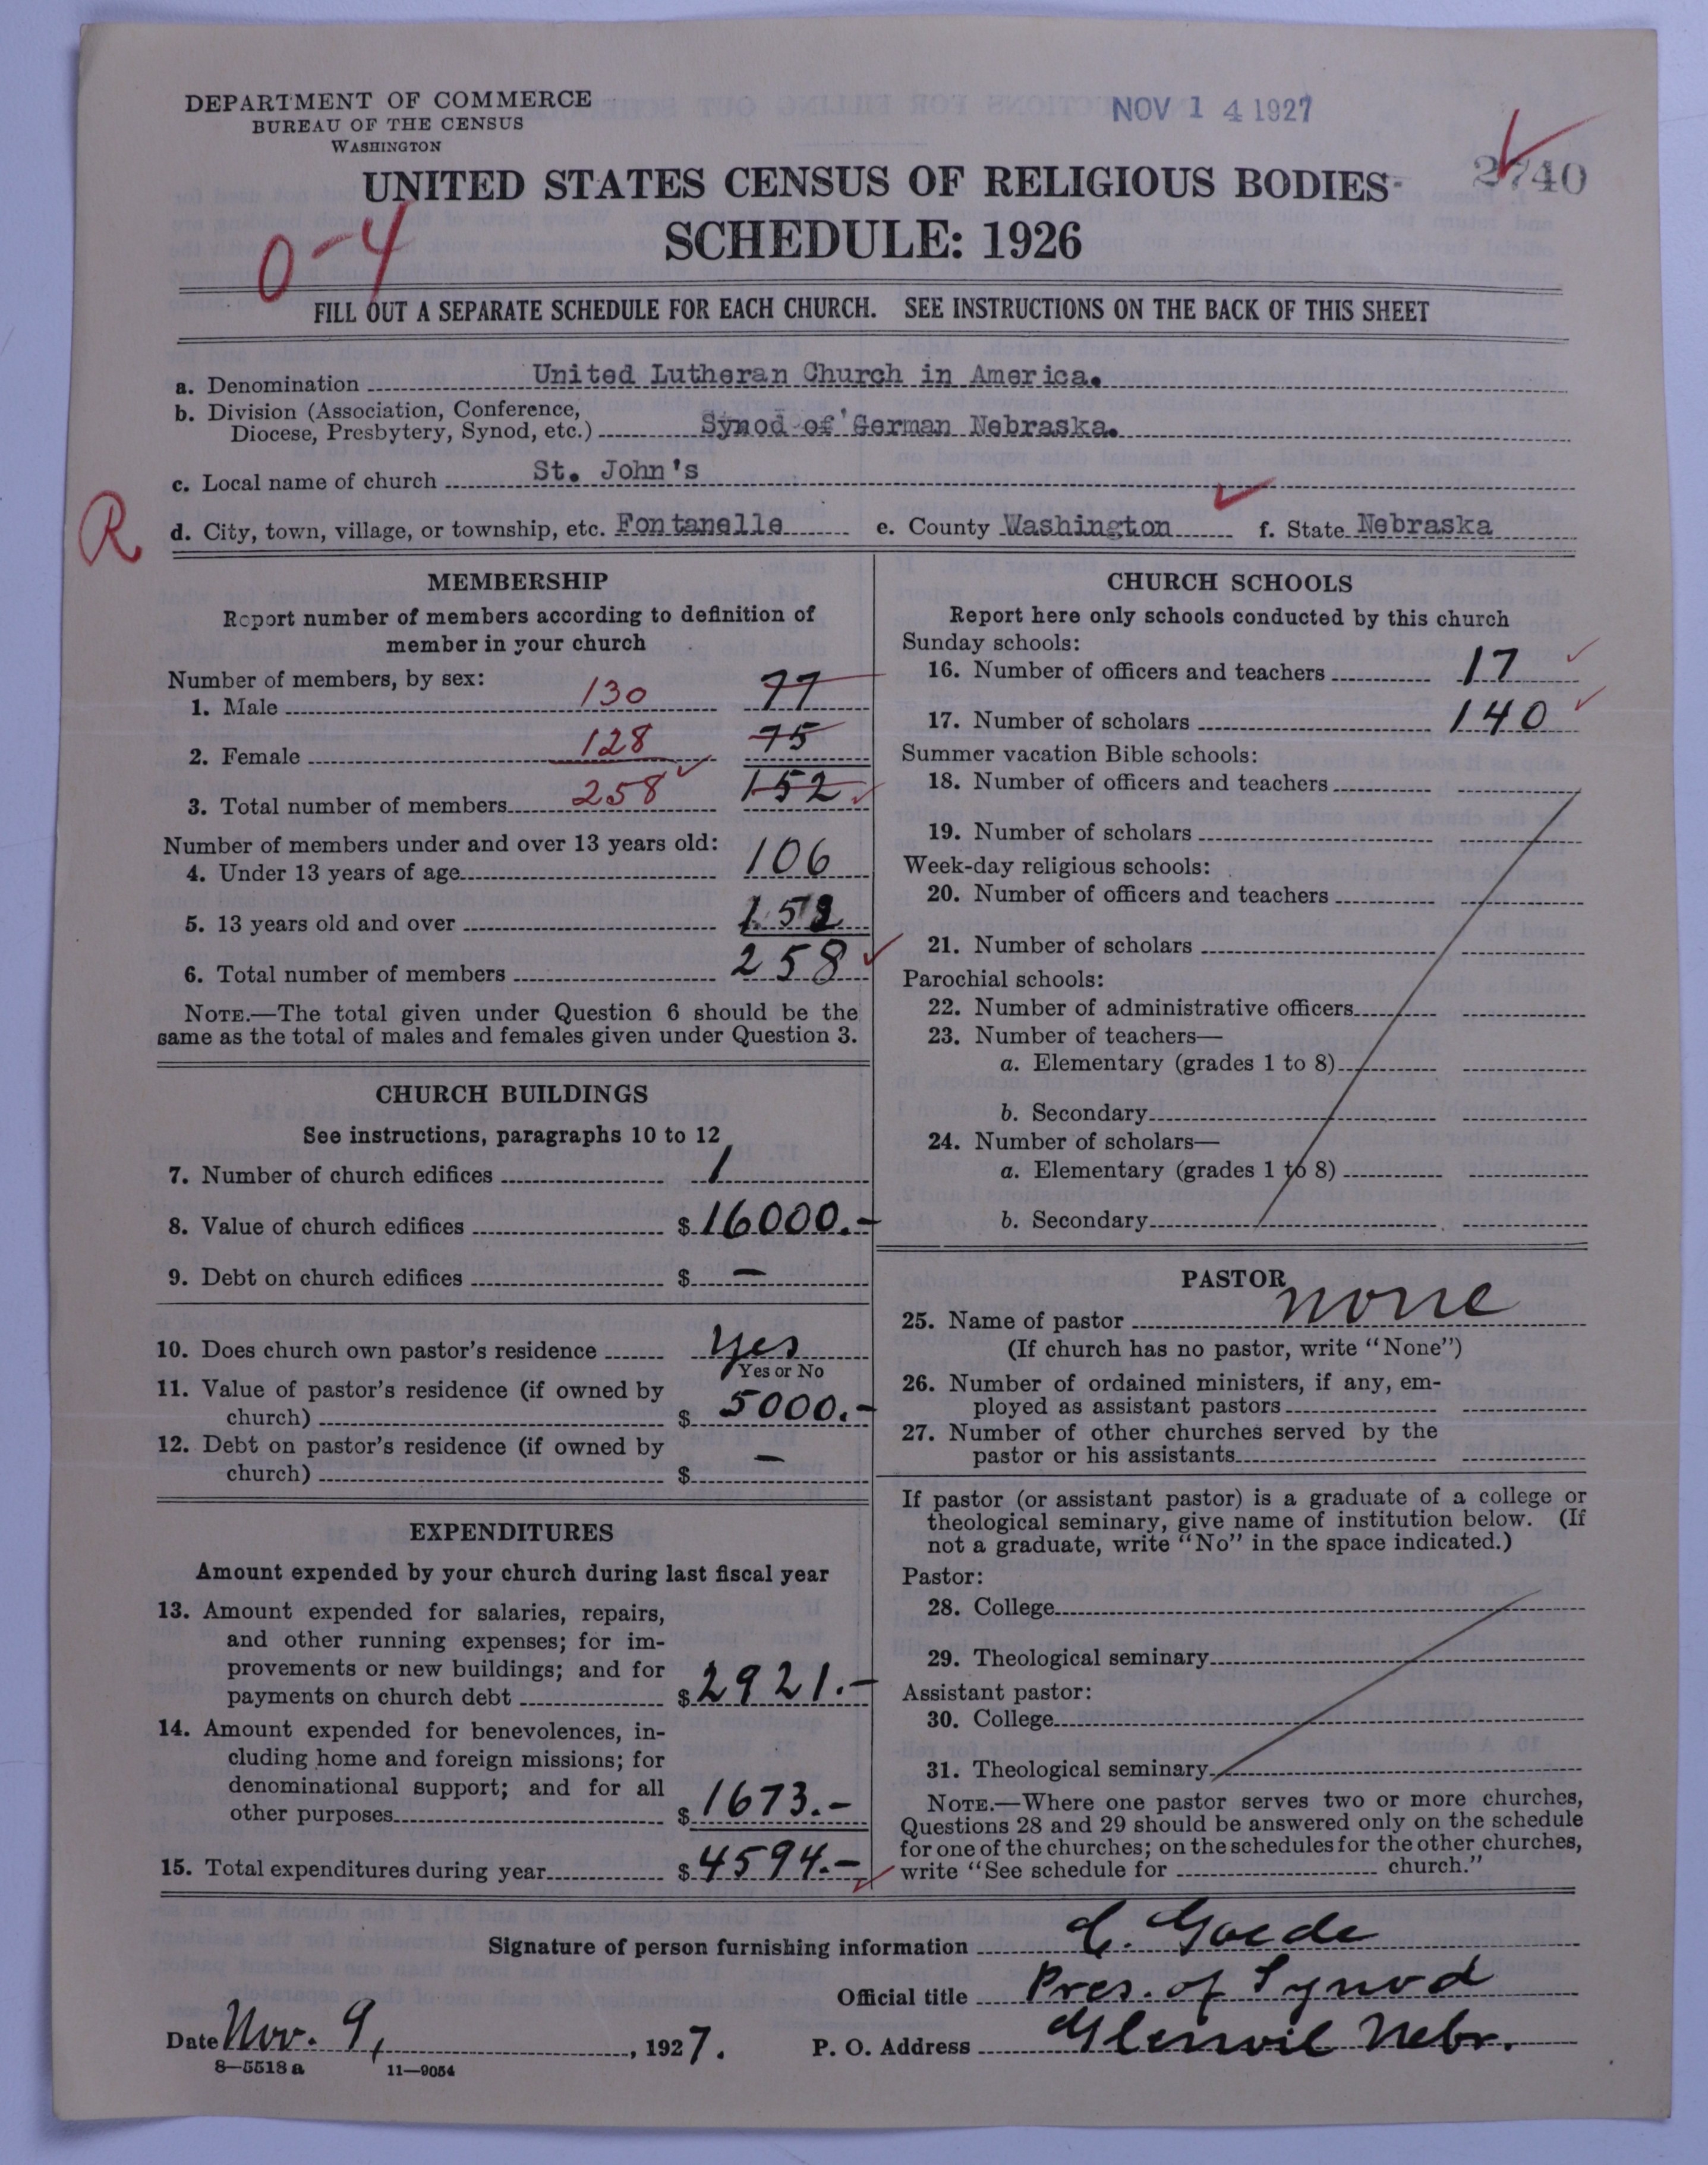 DEPARTMENT OF COMMERCE
BUREAU OF THE CENSUS
WASHINGTON
NOV 14 1927
2740
UNITED STATES CENSUS OF RELIGIOUS BODIES
0-4
SCHEDULE: 1926
FILL OUT A SEPARATE SCHEDULE FOR EACH CHURCH. SEE INSTRUCTIONS ON THE BACK OF THIS SHEET
a. Denomination United Lutheran Church in America.
b. Division (Association, Conference,
Diocese, Presbytery, Synod, etc.) Synod of German Nebraska.
c. Local name of church St. John's
R
d. City, town, village, or township, etc. Fontanelle e. County Washington f. State Nebraska
MEMBERSHIP
Report number of members according to definition of
member in your church
Number of members, by sex:
1. Male 130 77
2. Female 128 75
3. Total number of members 258 152
Number of members under and over 13 years old:
4. Under 13 years of age 106
5. 13 years old and over 152
6. Total number of members 258
NOTE.—The total given under Question 6 should be the
same as the total of males and females given under Question 3.
CHURCH BUILDINGS
See instructions, paragraphs 10 to 12
7. Number of church edifices 1
8. Value of church edifices $16000.—
9. Debt on church edifices $ —
10. Does church own pastor's residence yes
Yes or No
11. Value of pastor's residence (if owned by
church) $ 5000.—
12. Debt on pastor's residence (if owned by
church) $ —
EXPENDITURES
Amount expended by your church during last fiscal year
13. Amount expended for salaries, repairs,
and other running expenses; for im-
provements or new buildings; and for
payments on church debt $2921.—
14. Amount expended for benevolences, in-
cluding home and foreign missions; for
denominational support; and for all
other purposes $1673.—
15. Total expenditures during year $4594.—
CHURCH SCHOOLS
Report here only schools conducted by this church
Sunday schools:
16. Number of officers and teachers 17
17. Number of scholars 140
Summer vacation Bible schools:
18. Number of officers and teachers
19. Number of scholars
Week-day religious schools:
20. Number of officers and teachers
21. Number of scholars
Parochial schools:
22. Number of administrative officers
23. Number of teachers—
a. Elementary (grades 1 to 8)
b. Secondary
24. Number of scholars—
a. Elementary (grades 1 to 8)
b. Secondary
PASTOR
25. Name of pastor none
(If church has no pastor, write "None")
26. Number of ordained ministers, if any, em-
ployed as assistant pastors
27. Number of other churches served by the
pastor or his assistants
If pastor (or assistant pastor) is a graduate of a college or
theological seminary, give name of institution below. (If
not a graduate, write "No" in the space indicated.)
Pastor:
28. College
29. Theological seminary
Assistant pastor:
30. College
31. Theological seminary
NOTE.—Where one pastor serves two or more churches,
Questions 28 and 29 should be answered only on the schedule
for one of the churches; on the schedules for the other churches,
write "See schedule for church."
Signature of person furnishing information C. Goede
Official title Pres. of Synod
Date Nov. 9, , 1927. P. O. Address Glenvil Nebr.
8—5518 a 11—9054